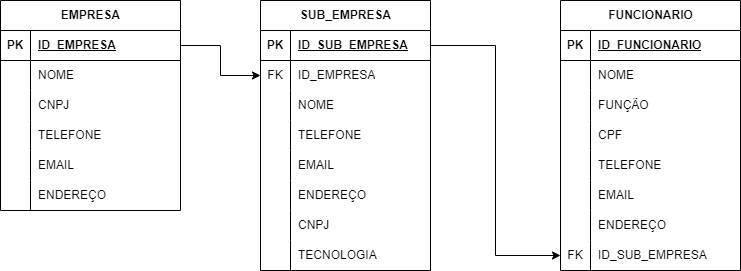 EMPRESA
PK ID_EMPRESA
NOME
CNPJ
TELEFONE
EMAIL
ENDEREÇO
SUB_EMPRESA
PK ID_SUB_EMPRESA
FK ID_EMPRESA
NOME
TELEFONE
EMAIL
ENDEREÇO
CNPJ
TECNOLOGIA
FUNCIONARIO
PK ID_FUNCIONARIO
NOME
FUNÇÃO
CPF
TELEFONE
EMAIL
ENDEREÇO
FK ID_SUB_EMPRESA